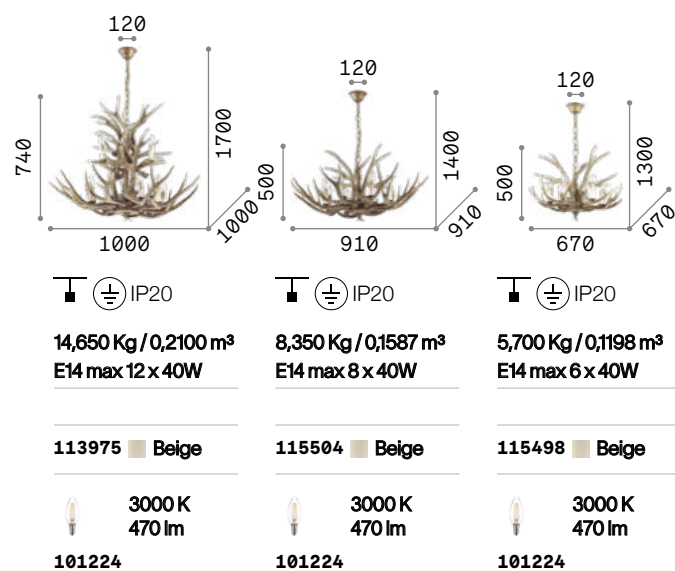 120
740
1700
1000
1000
IP20
14,650 Kg / 0,2100 m³
E14 max 12 x 40W
113975 Beige
3000 K
470 lm
101224
120
500
1400
910
910
IP20
8,350 Kg / 0,1587 m³
E14 max 8 x 40W
115504 Beige
3000 K
470 lm
101224
120
500
1300
670
670
IP20
5,700 Kg / 0,1198 m³
E14 max 6 x 40W
115498 Beige
3000 K
470 lm
101224